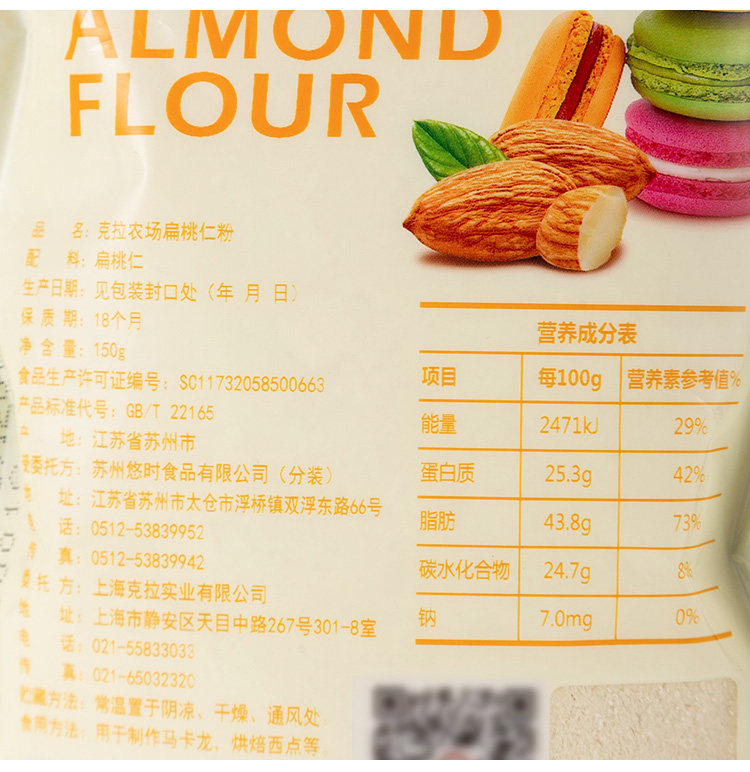 ALMOND
FLOUR
品 名: 克拉农场扁桃仁粉
配 料: 扁桃仁
生产日期: 见包装封口处（年 月 日）
保 质 期: 18个月
净 含 量: 150g
食品生产许可证编号: SC11732058500663
产品标准代号: GB/T 22165
产 地: 江苏省苏州市
受委托方: 苏州悠时食品有限公司（分装）
地 址: 江苏省苏州市太仓市浮桥镇双浮东路66号
电 话: 0512-53839952
传 真: 0512-53839942
委 托 方: 上海克拉实业有限公司
地 址: 上海市静安区天目中路267号301-8室
电 话: 021-55833033
传 真: 021-65032320
贮藏方法: 常温置于阴凉、干燥、通风处
食用方法: 用于制作马卡龙，烘焙西点等
营养成分表
项目 每100g 营养素参考值%
能量 2471kJ 29%
蛋白质 25.3g 42%
脂肪 43.8g 73%
碳水化合物 24.7g 8%
钠 7.0mg 0%